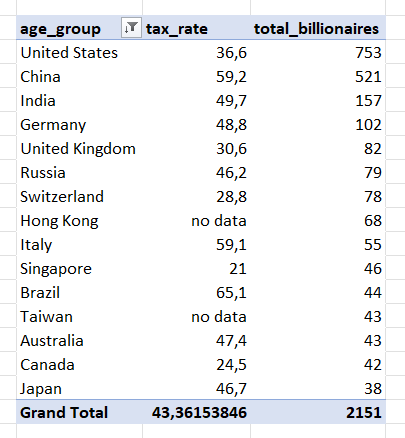 age_group tax_rate total_billionaires
United States 36,6 753
China 59,2 521
India 49,7 157
Germany 48,8 102
United Kingdom 30,6 82
Russia 46,2 79
Switzerland 28,8 78
Hong Kong no data 68
Italy 59,1 55
Singapore 21 46
Brazil 65,1 44
Taiwan no data 43
Australia 47,4 43
Canada 24,5 42
Japan 46,7 38
Grand Total 43,36153846 2151